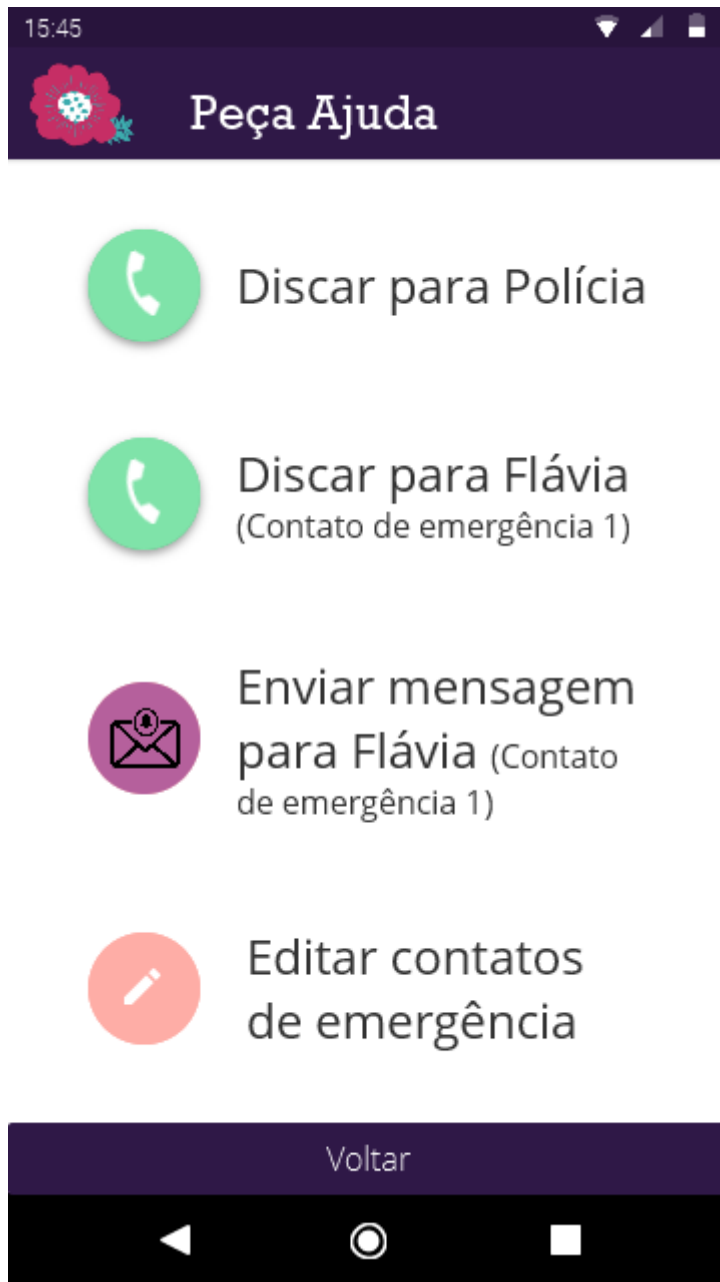 15:45
Peça Ajuda
Discar para Polícia
Discar para Flávia
(Contato de emergência 1)
Enviar mensagem
para Flávia (Contato
de emergência 1)
Editar contatos
de emergência
Voltar